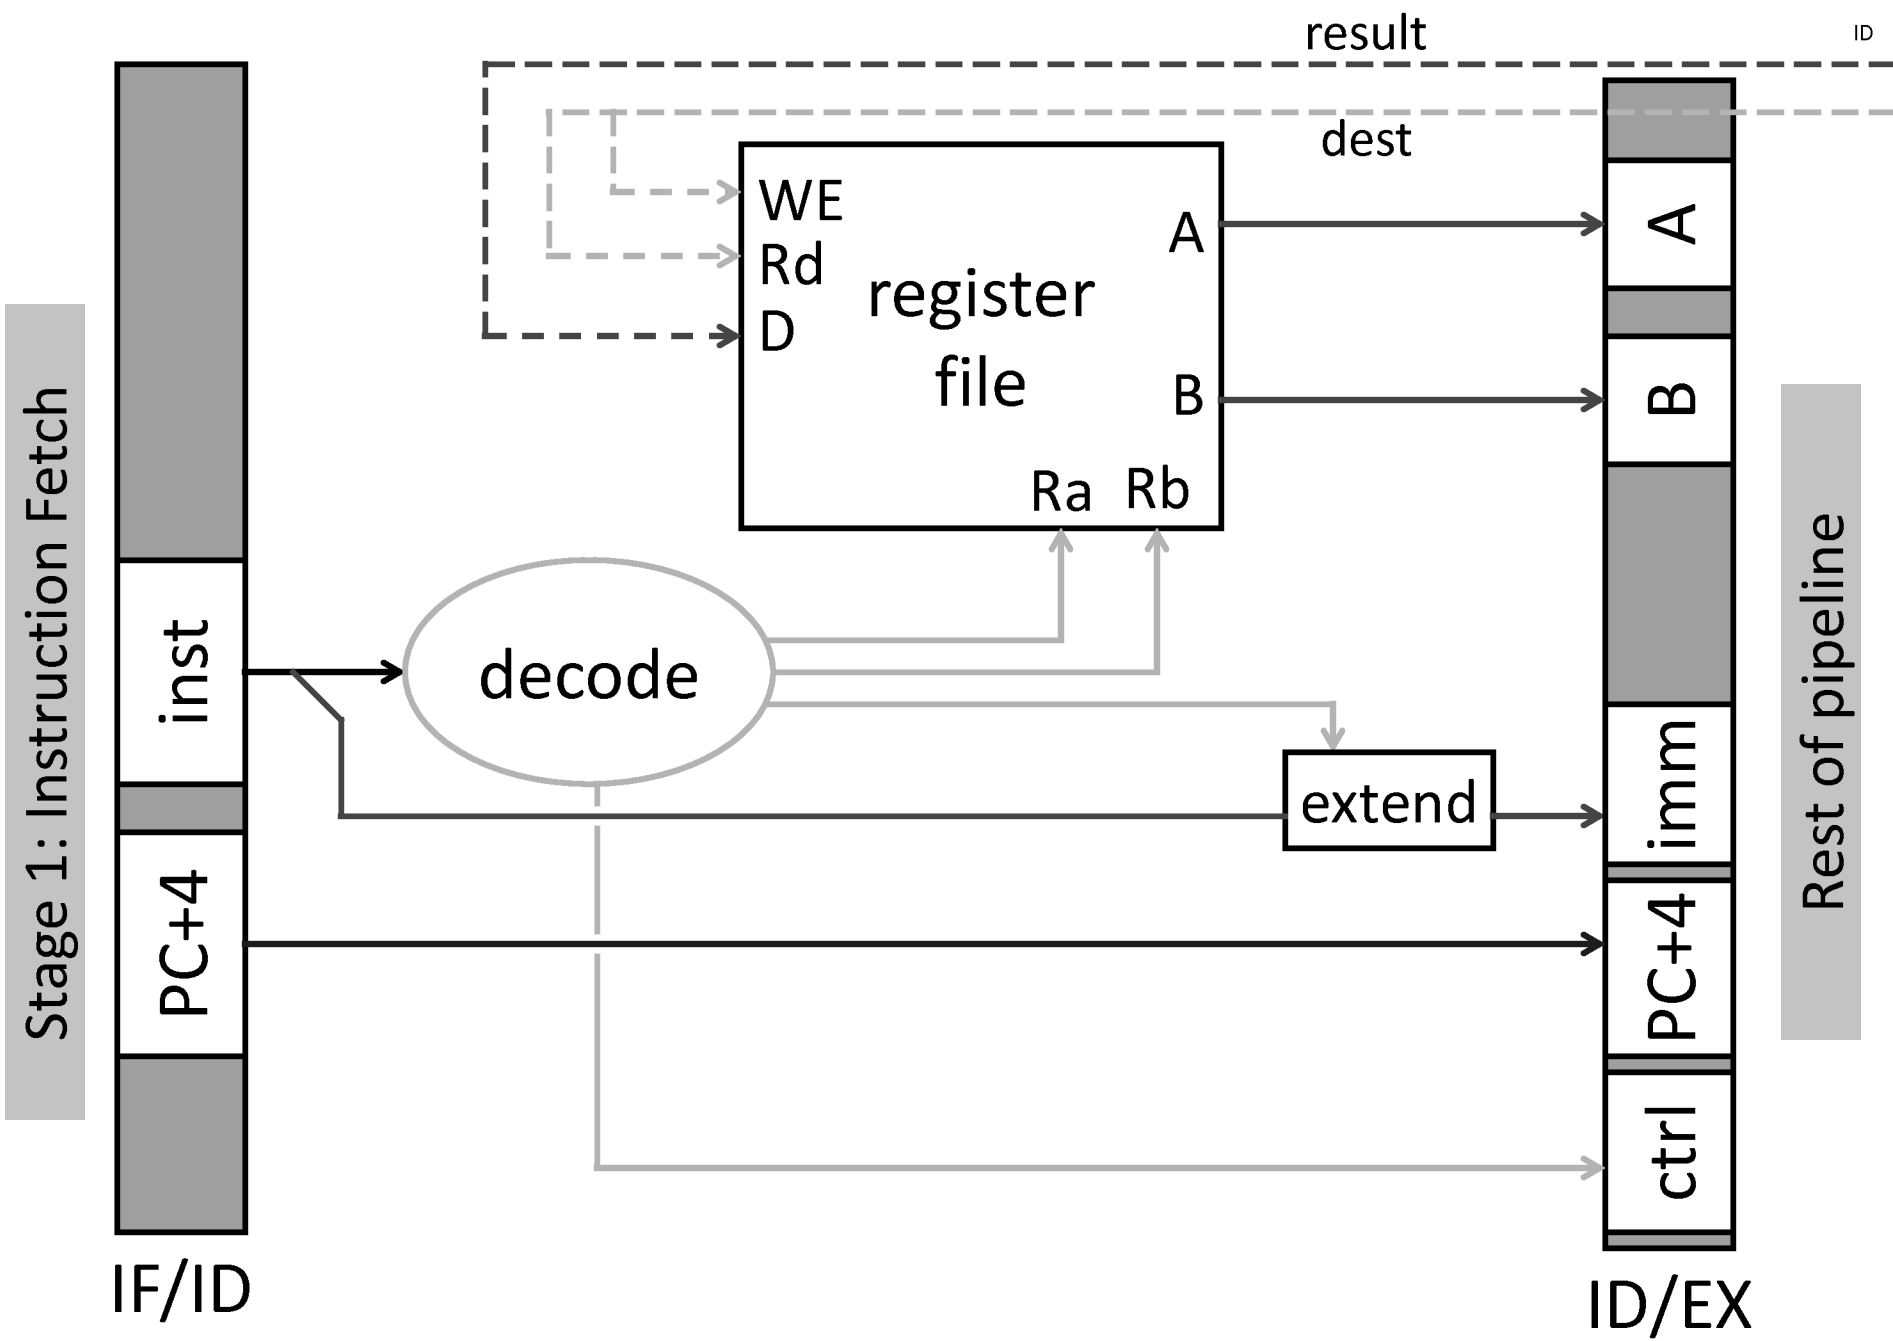 result
ID
dest
WE
Rd
D
register
file
A
B
Ra
Rb
A
B
Stage 1: Instruction Fetch
inst
decode
extend
imm
PC+4
PC+4
ctrl
Rest of pipeline
IF/ID
ID/EX